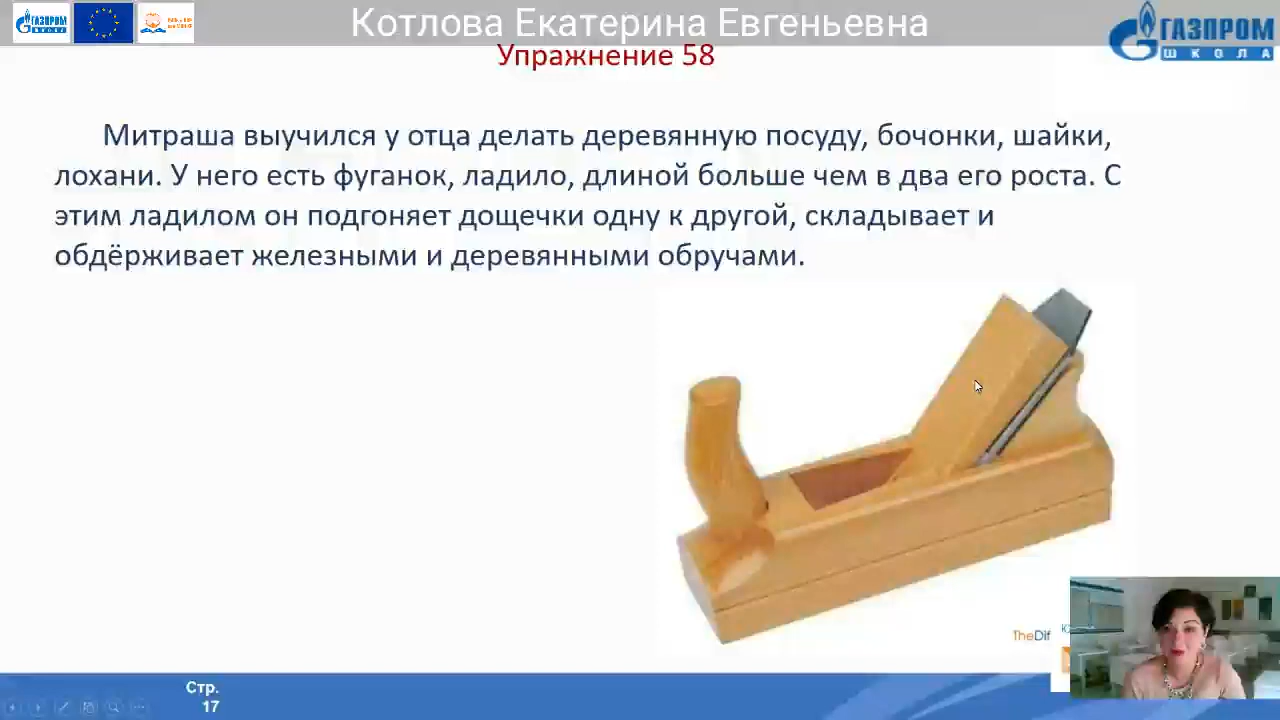 ГАЗПРОМ
ШКОЛА
Котлова Екатерина Евгеньевна
ГАЗПРОМ
ШКОЛА
Упражнение 58
Митраша выучился у отца делать деревянную посуду, бочонки, шайки,
лохани. У него есть фуганок, ладило, длиной больше чем в два его роста. С
этим ладилом он подгоняет дощечки одну к другой, складывает и
обдёрживает железными и деревянными обручами.
TheDif
Стр.
17